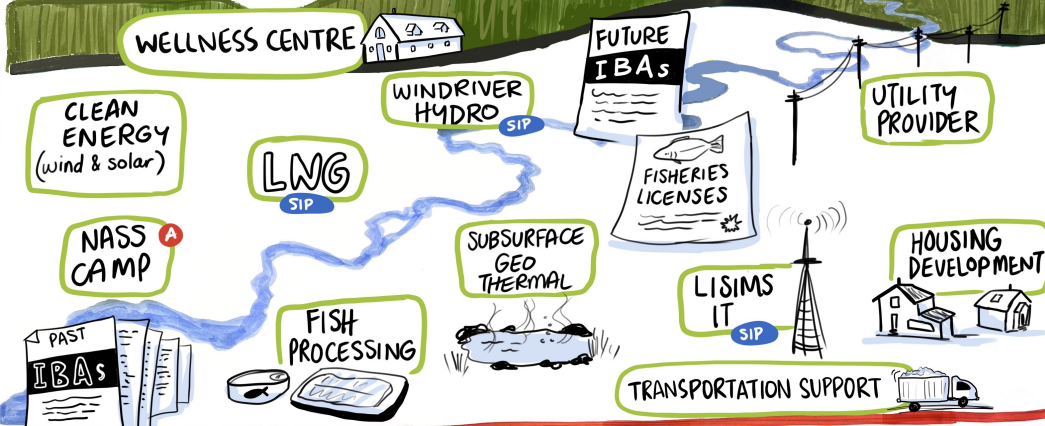 WELLNESS CENTRE
CLEAN
ENERGY
(wind & solar)
LNG
SIP
WINDRIVER
HYDRO
SIP
FUTURE
IBAs
FISHERIES
LICENSES
UTILITY
PROVIDER
NASS
CAMP
A
SUBSURFACE
GEO
THERMAL
LISIMS
IT
SIP
HOUSING
DEVELOPMENT
PAST
IBAs
FISH
PROCESSING
TRANSPORTATION SUPPORT